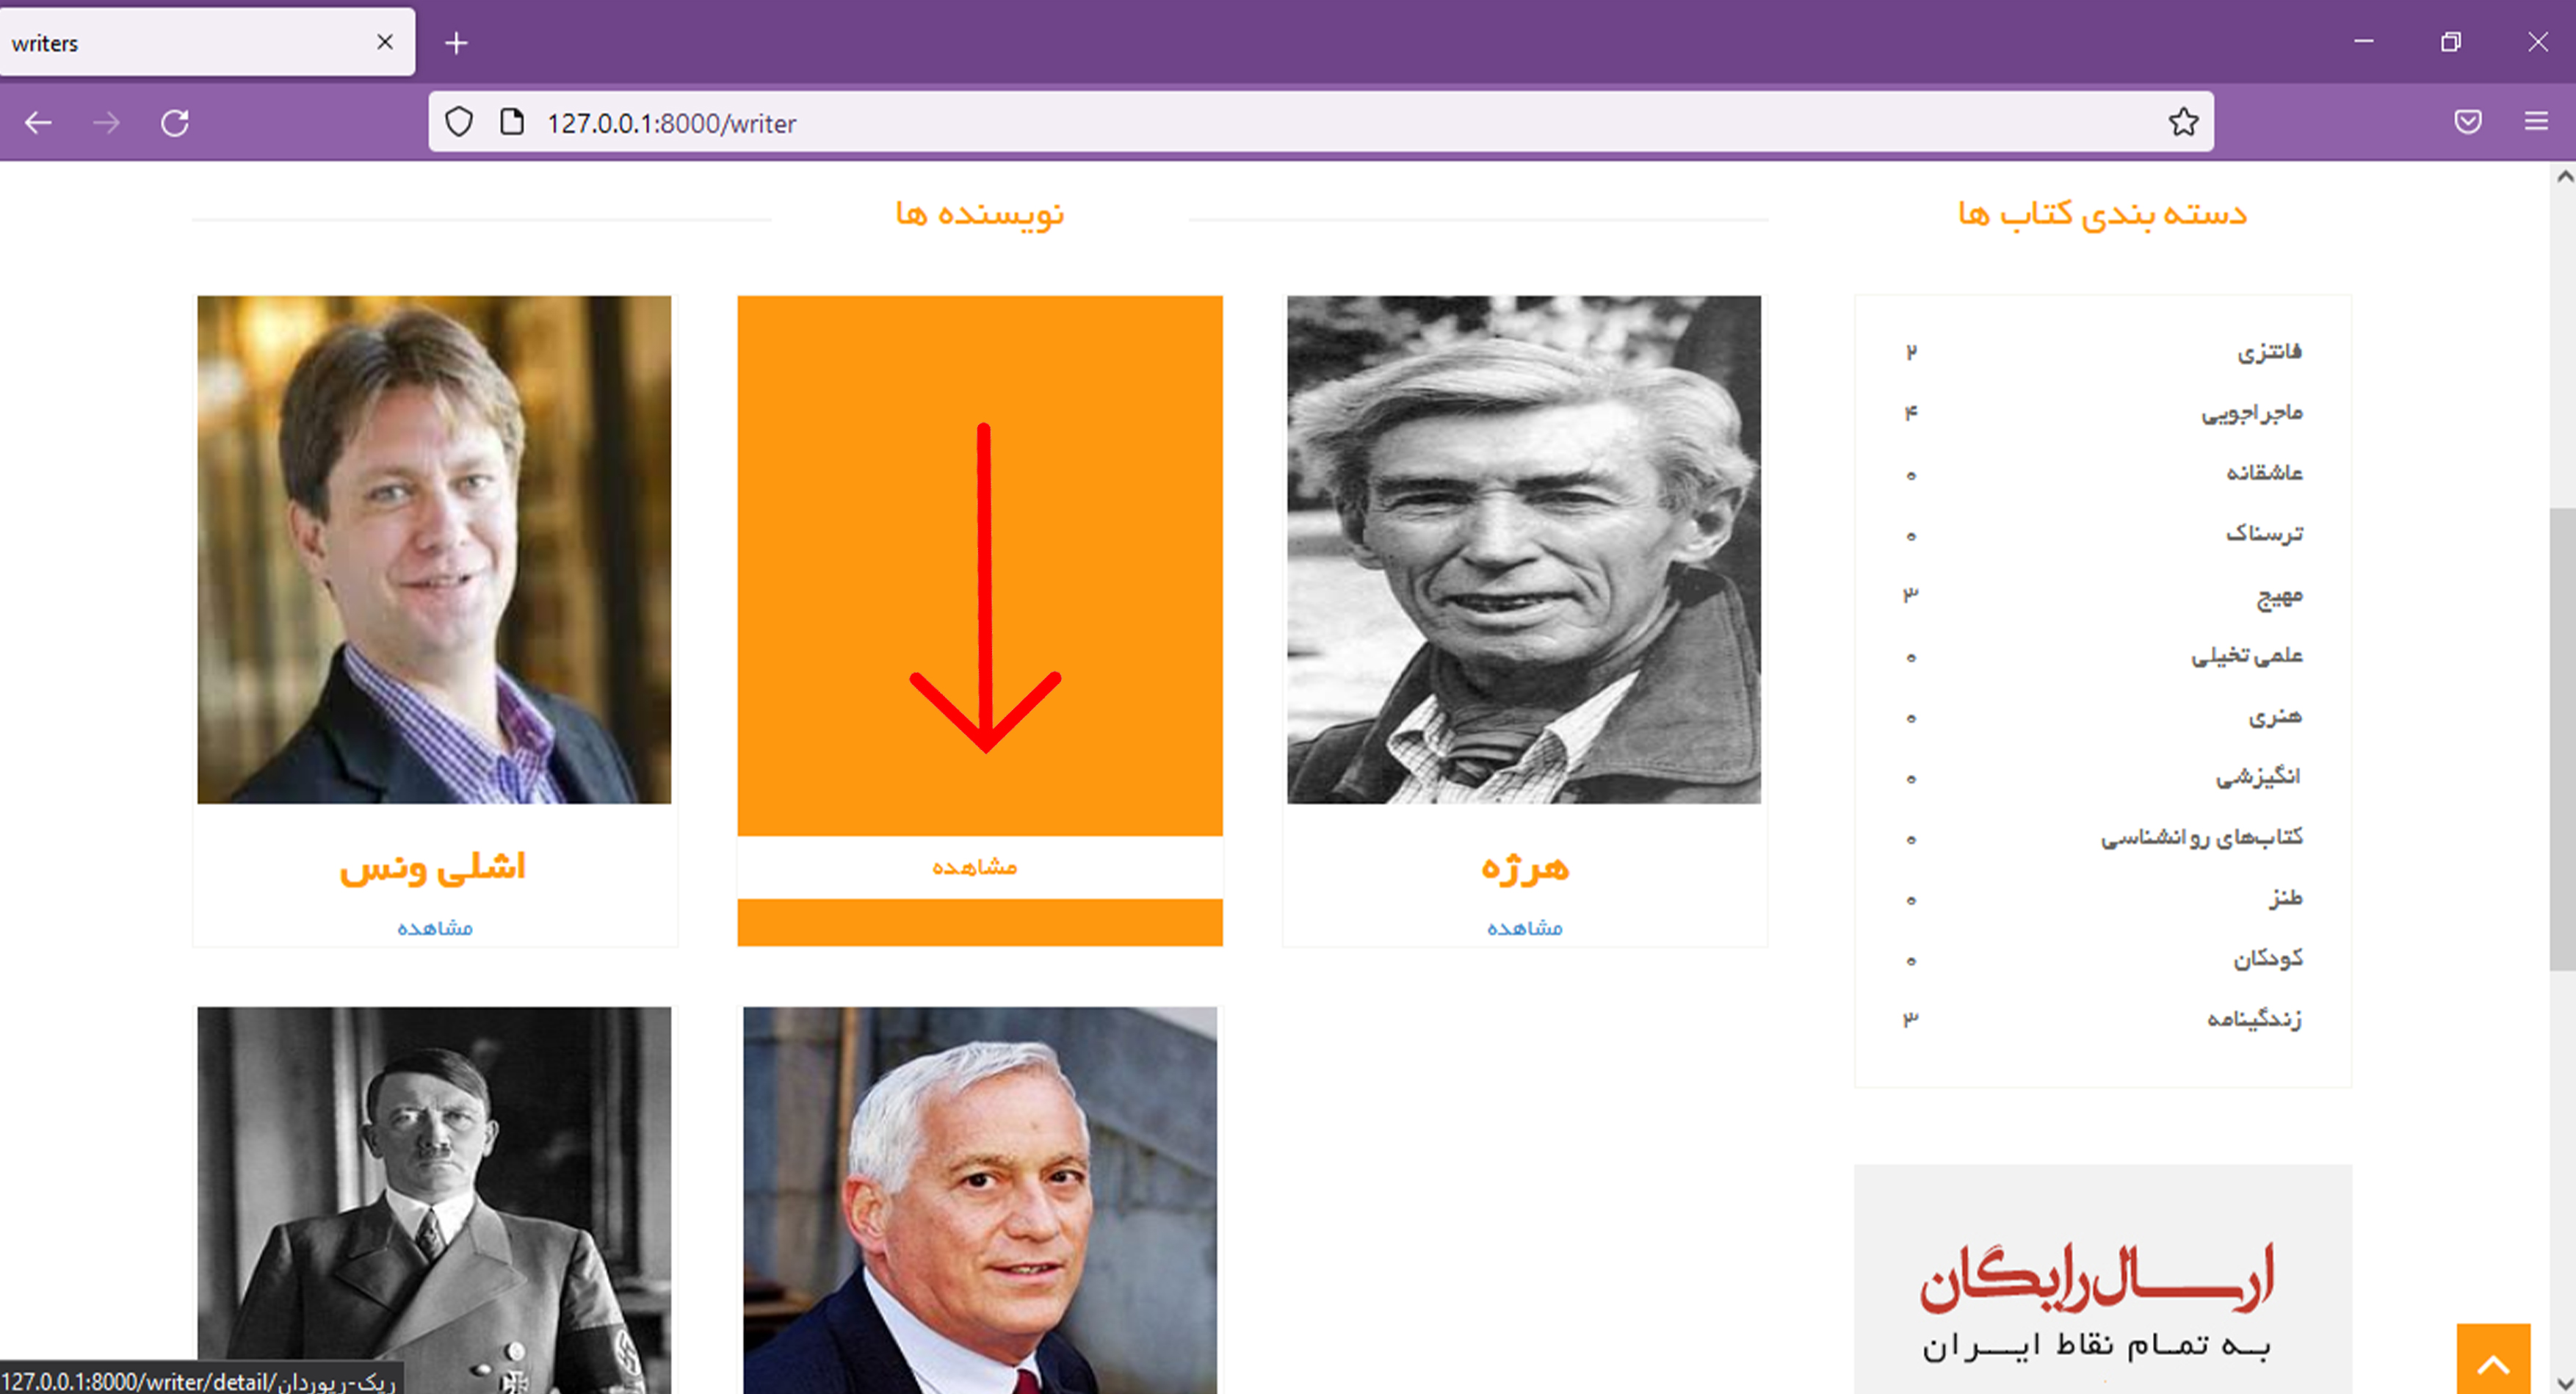 writers
127.0.0.1:8000/writer
دسته بندی کتاب ها
نویسنده ها
فانتزی ۲
ماجراجویی ۴
عاشقانه ۰
ترسناک ۰
مهیج ۳
علمی تخیلی ۰
هنری ۰
انگیزشی ۰
کتاب‌های روانشناسی ۰
طنز ۰
کودکان ۰
زندگینامه ۳
هرژه
مشاهده
مشاهده
اشلی ونس
مشاهده
ارسال رایگان
به تمام نقاط ایران
127.0.0.1:8000/writer/detail/ریک-ریوردان